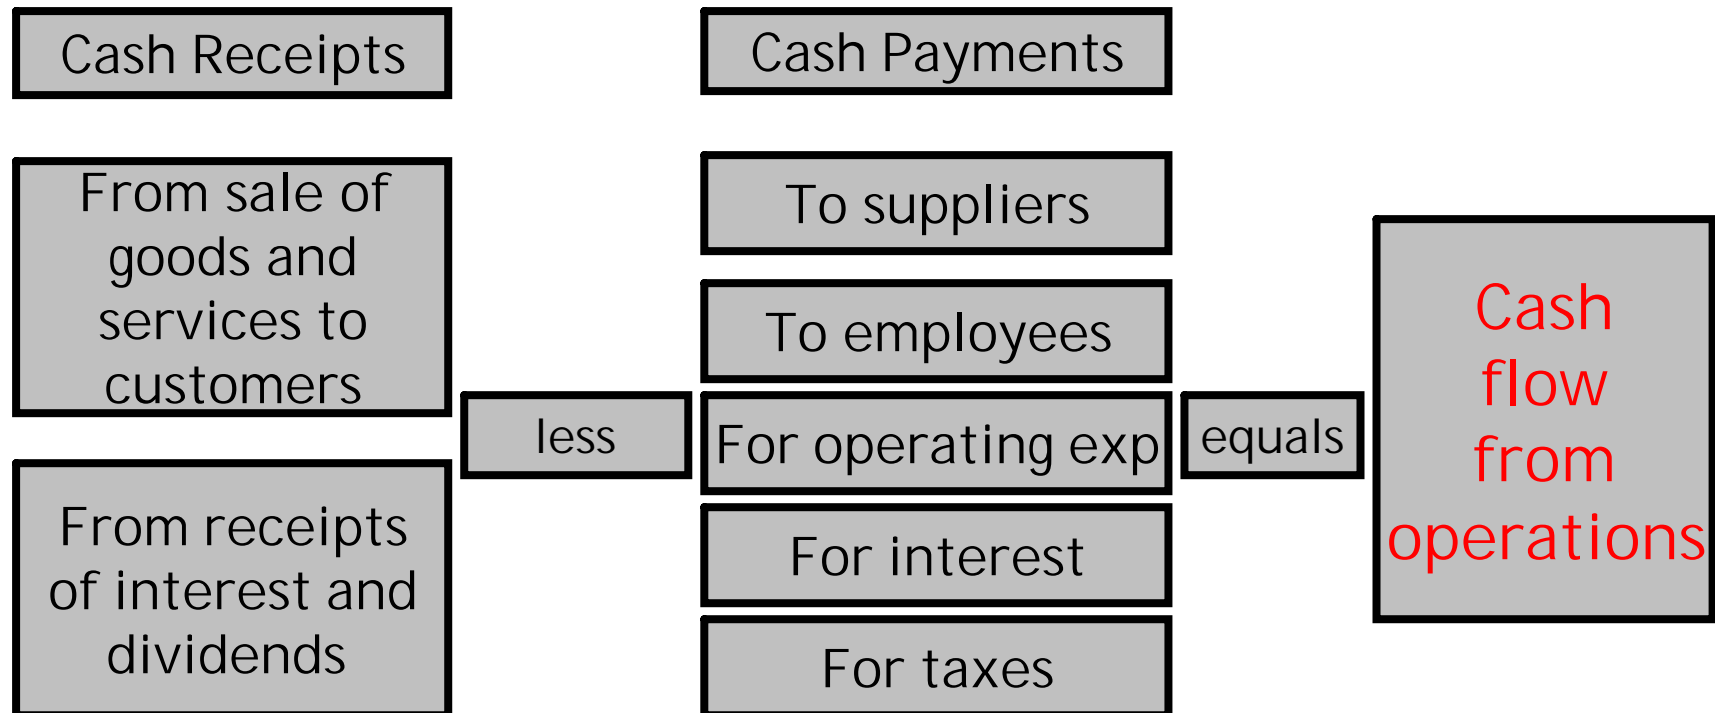 Cash Receipts
From sale of
goods and
services to
customers
From receipts
of interest and
dividends
less
Cash Payments
To suppliers
To employees
For operating exp
For interest
For taxes
equals
Cash
flow
from
operations